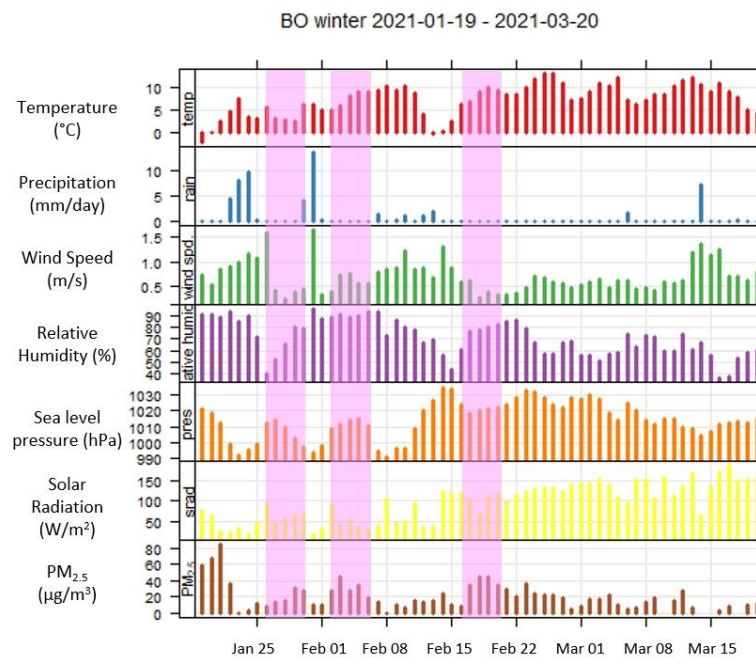 BO winter 2021-01-19 - 2021-03-20
Temperature
(°C)
temp
10
5
0
Precipitation
(mm/day)
rain
10
5
0
Wind Speed
(m/s)
wind spd.
1.5
1.0
0.5
Relative
Humidity (%)
ative humid
90
80
70
60
50
40
Sea level
pressure (hPa)
pres
1030
1020
1010
1000
990
Solar
Radiation
(W/m²)
srad
150
100
50
PM₂.₅
(µg/m³)
PM₂.₅
80
60
40
20
0
Jan 25 Feb 01 Feb 08 Feb 15 Feb 22 Mar 01 Mar 08 Mar 15